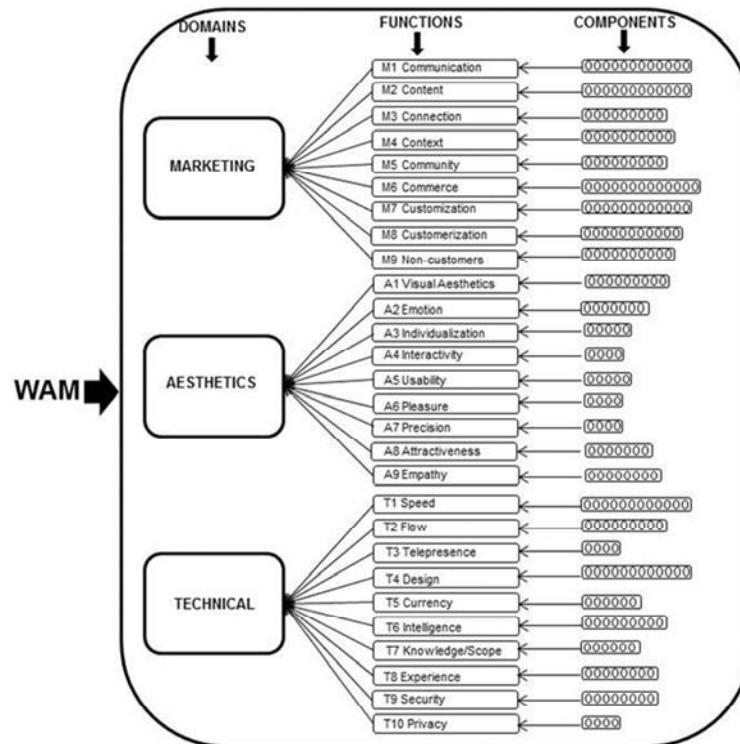 DOMAINS
FUNCTIONS
COMPONENTS
WAM
MARKETING
M1 Communication
M2 Content
M3 Connection
M4 Context
M5 Community
M6 Commerce
M7 Customization
M8 Customerization
M9 Non-customers
AESTHETICS
A1 Visual Aesthetics
A2 Emotion
A3 Individualization
A4 Interactivity
A5 Usability
A6 Pleasure
A7 Precision
A8 Attractiveness
A9 Empathy
TECHNICAL
T1 Speed
T2 Flow
T3 Telepresence
T4 Design
T5 Currency
T6 Intelligence
T7 Knowledge/Scope
T8 Experience
T9 Security
T10 Privacy